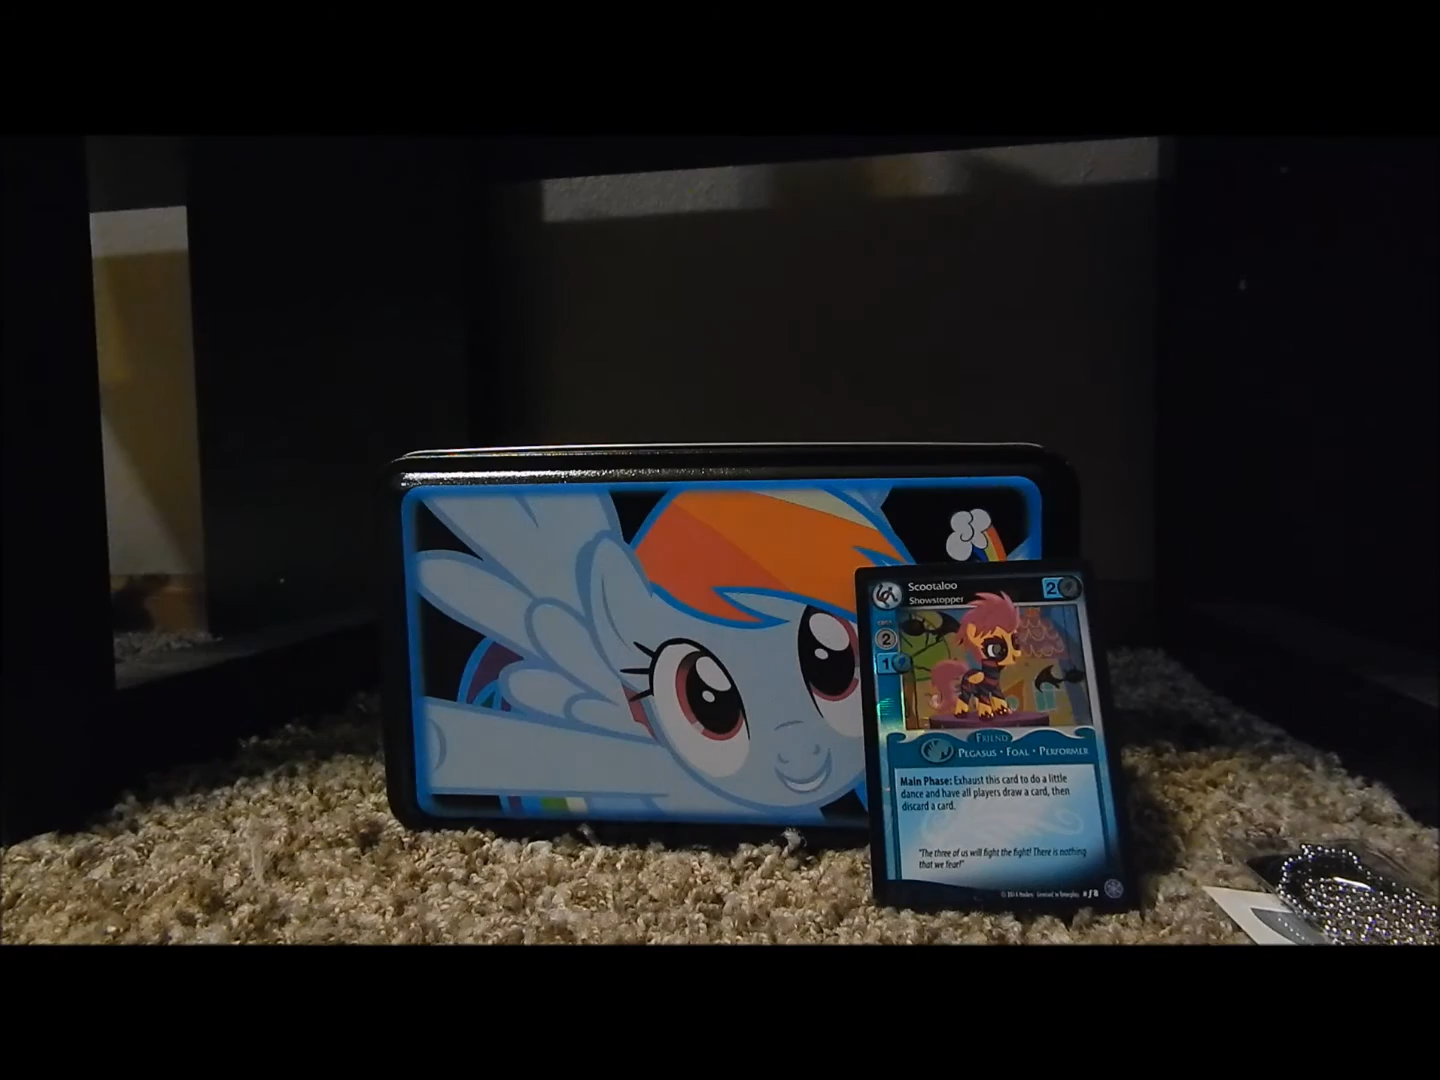 Scootaloo
Showstopper
2
2
1
Friend
Pegasus • Foal • Performer
Main Phase: Exhaust this card to do a little
dance and have all players draw a card, then
discard a card.
"The three of us will fight the fight! There is nothing
that we fear!"